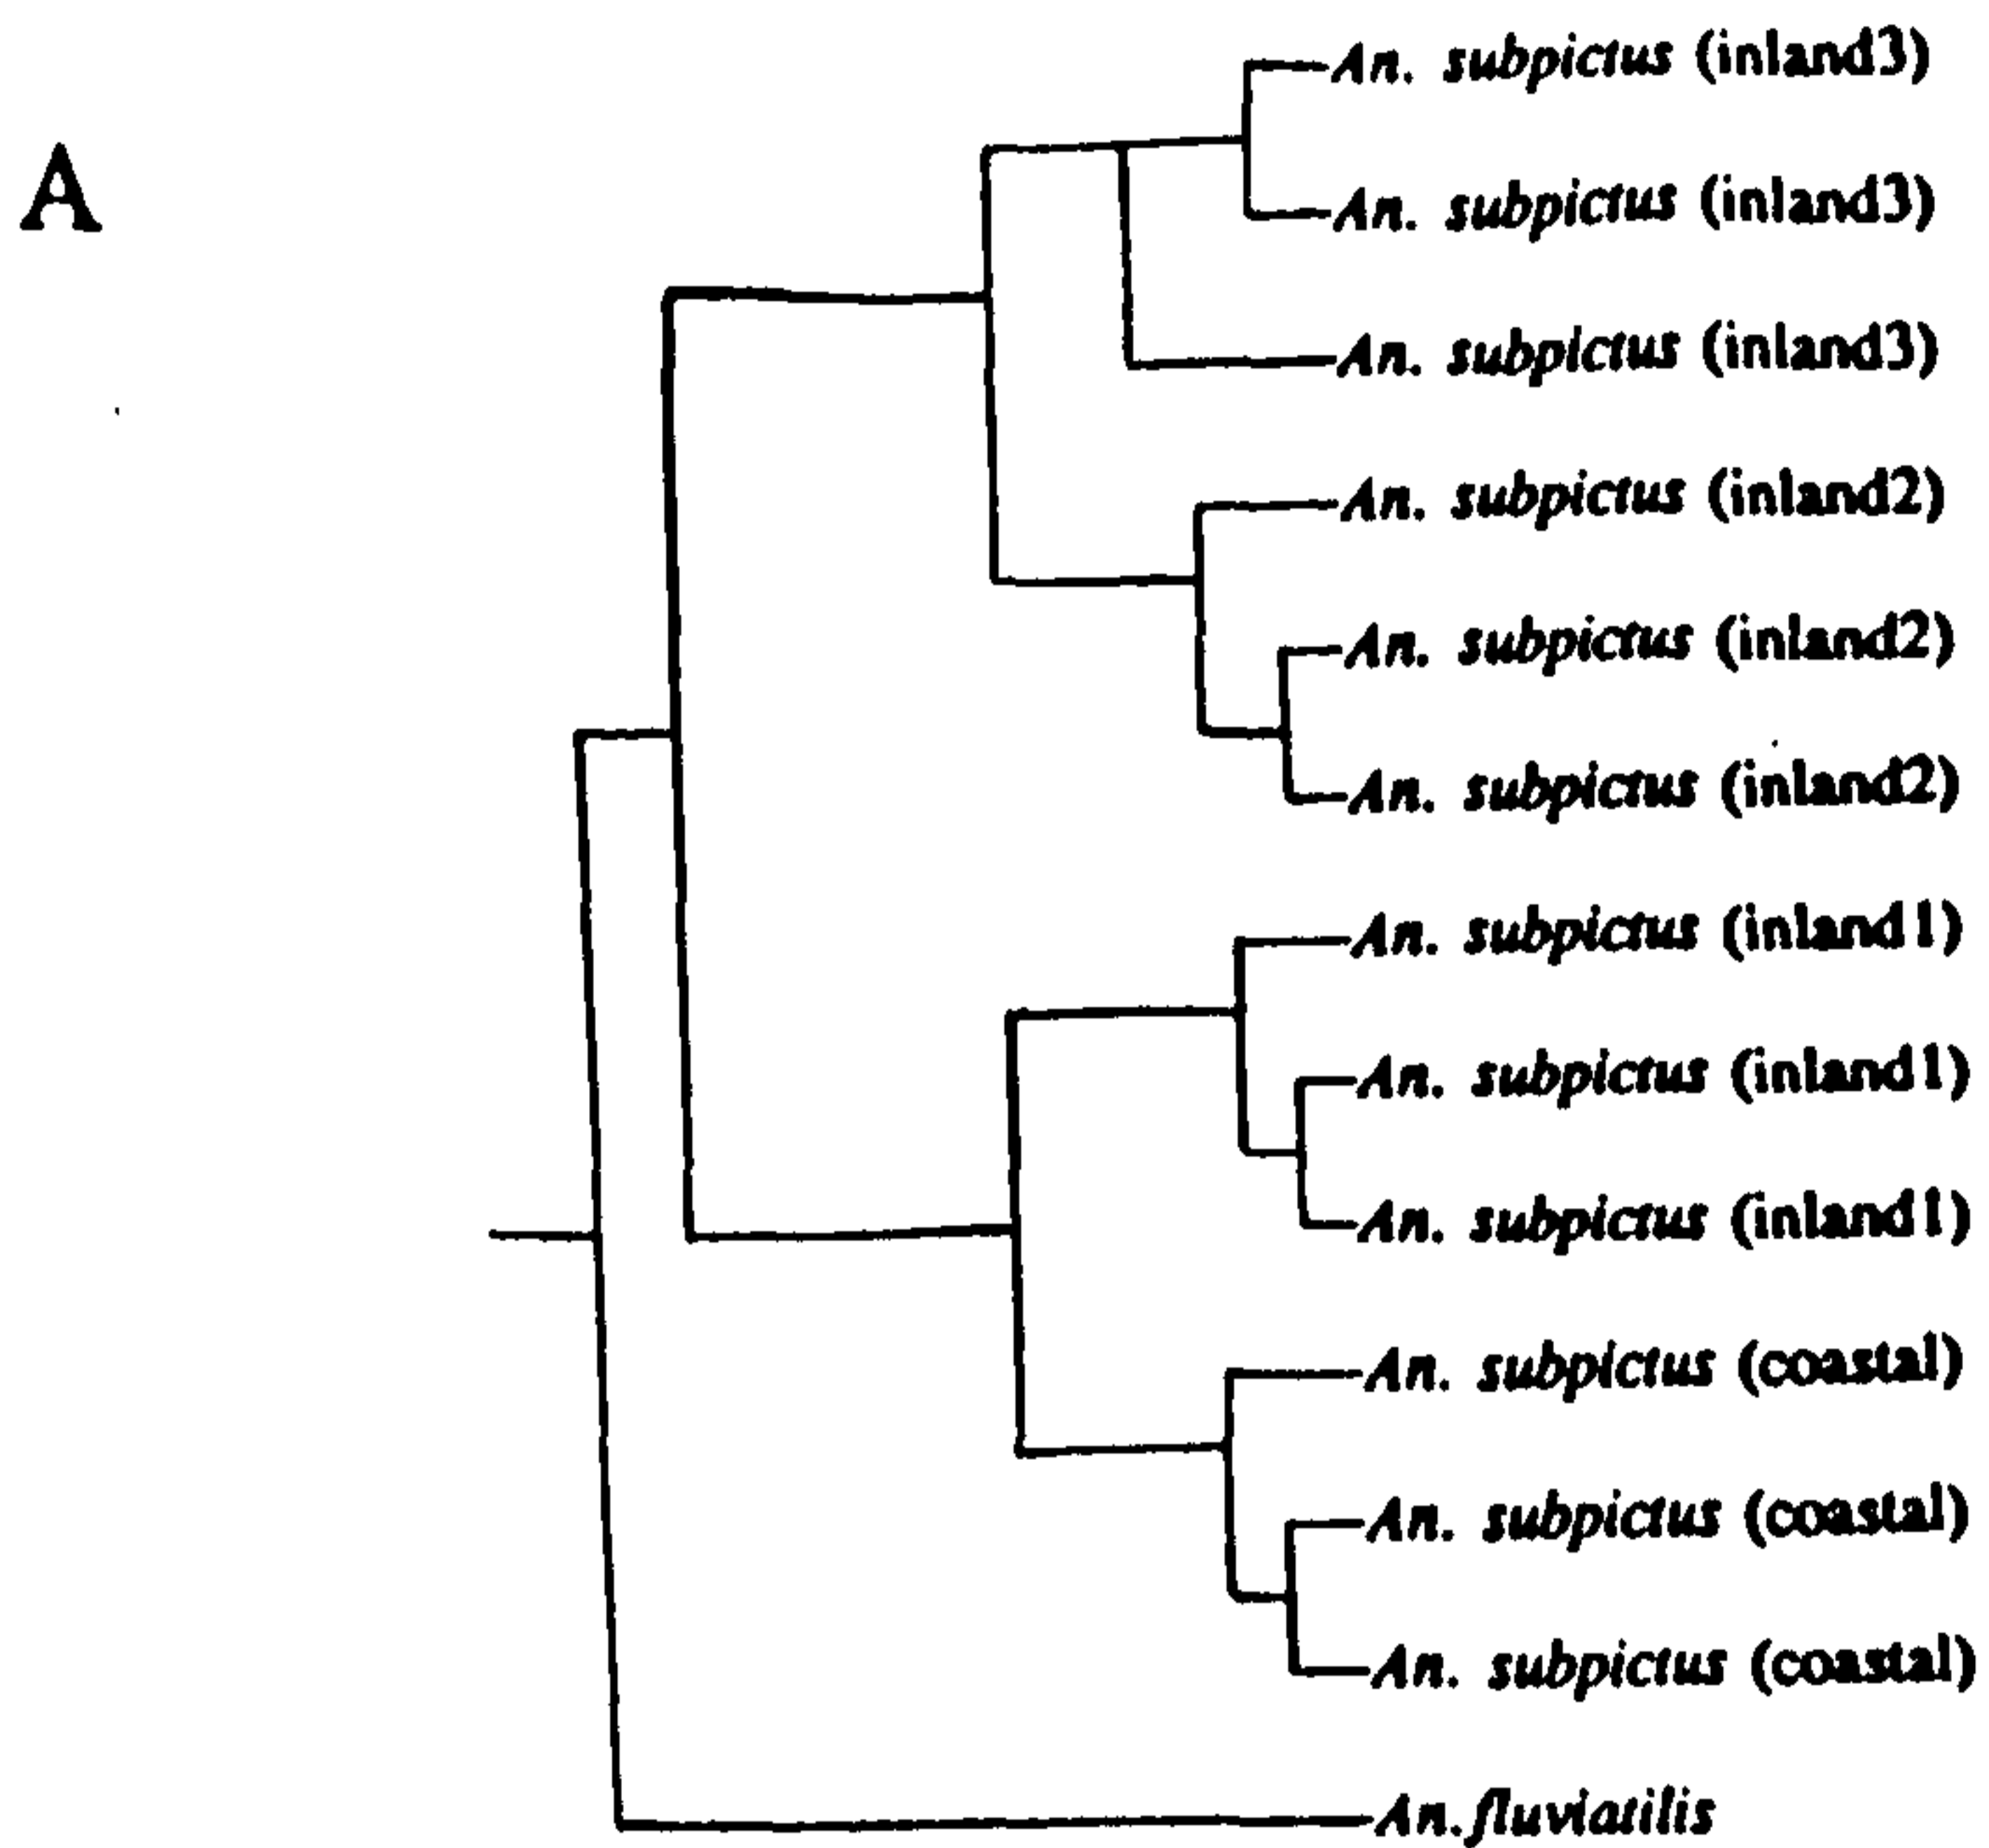 A
An. subpictus (inland3)
An. subpictus (inland3)
An. subpictus (inland3)
An. subpictus (inland2)
An. subpictus (inland2)
An. subpictus (inland2)
An. subpictus (inland1)
An. subpictus (inland1)
An. subpictus (inland1)
An. subpictus (coastal)
An. subpictus (coastal)
An. subpictus (coastal)
An. fluviatilis